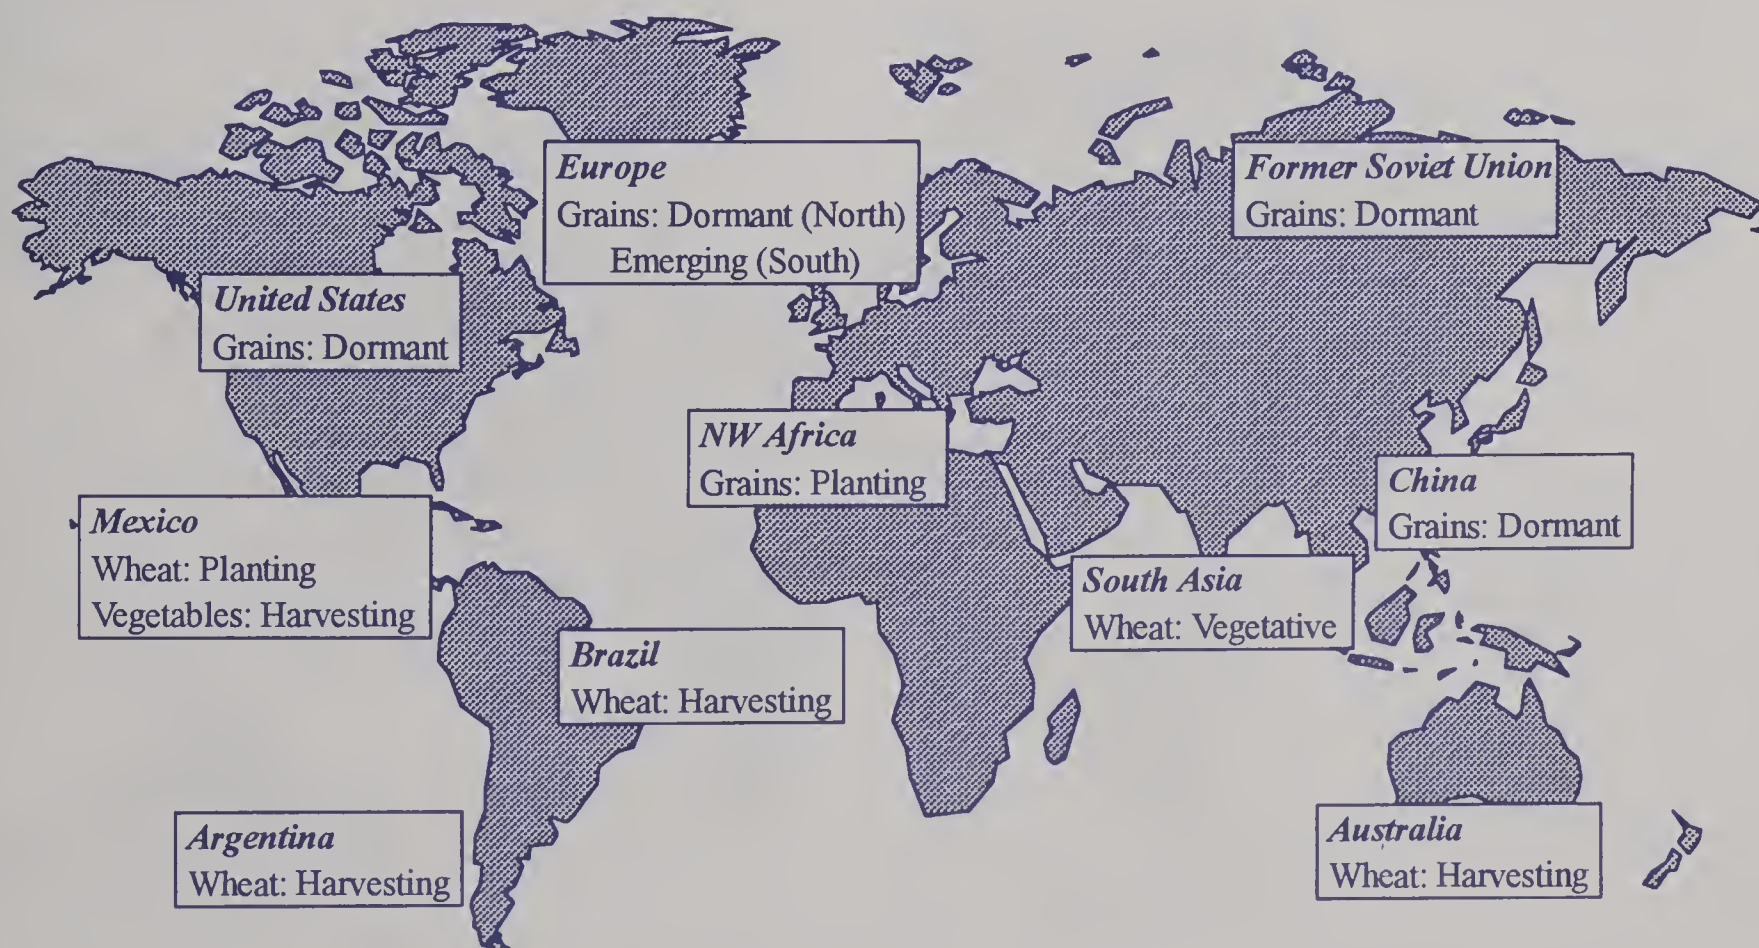 Europe
Grains: Dormant (North)
Emerging (South)
Former Soviet Union
Grains: Dormant
United States
Grains: Dormant
NW Africa
Grains: Planting
China
Grains: Dormant
Mexico
Wheat: Planting
Vegetables: Harvesting
South Asia
Wheat: Vegetative
Brazil
Wheat: Harvesting
Argentina
Wheat: Harvesting
Australia
Wheat: Harvesting